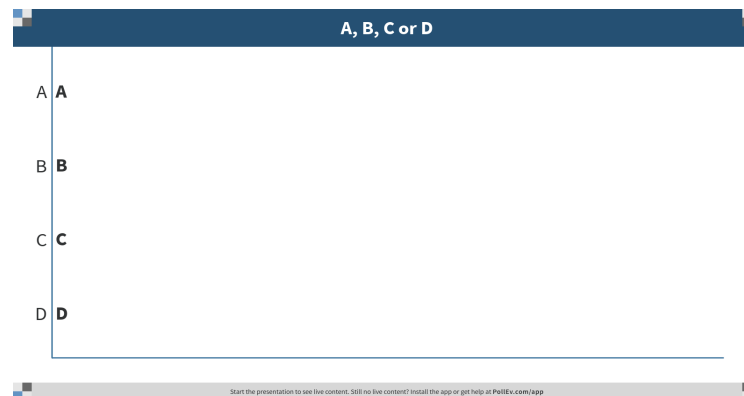 A, B, C or D
A A
B B
C C
D D
Start the presentation to see live content. Still no live content? Install the app or get help at PollEv.com/app